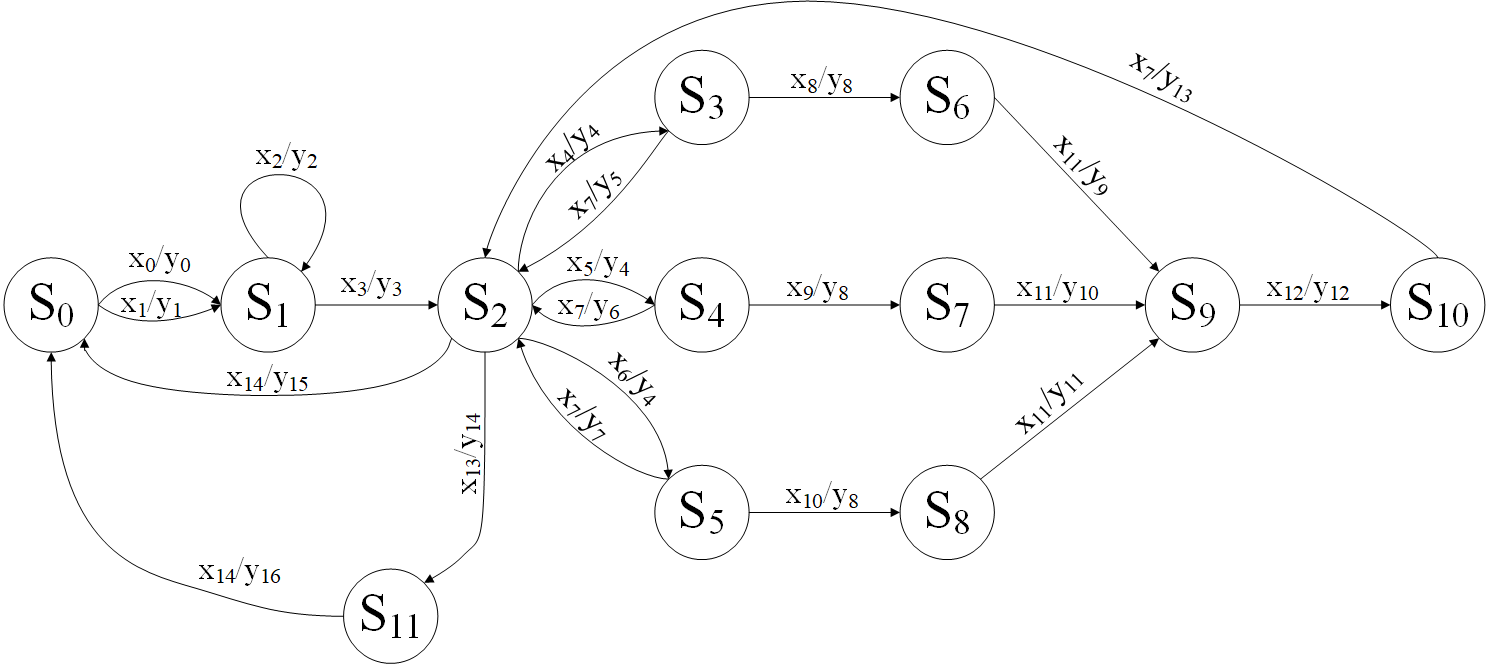 x7/y13
S3
x8/y8
S6
x4/y4
x7/y5
x11/y9
x2/y2
S0
x0/y0
x1/y1
S1
x3/y3
S2
x5/y4
x7/y6
S4
x9/y8
S7
x11/y10
S9
x12/y12
S10
x14/y15
x6/y4
x7/y7
x11/y11
x13/y14
S5
x10/y8
S8
x14/y16
S11